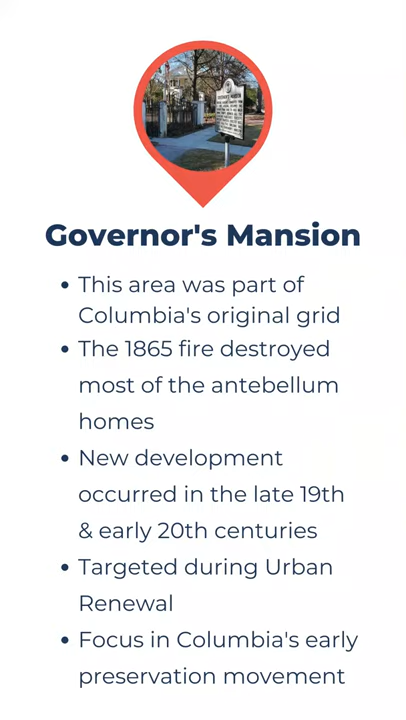 GOVERNOR'S MANSION
Governor's Mansion
• This area was part of
Columbia's original grid
• The 1865 fire destroyed
most of the antebellum
homes
• New development
occurred in the late 19th
& early 20th centuries
• Targeted during Urban
Renewal
• Focus in Columbia's early
preservation movement